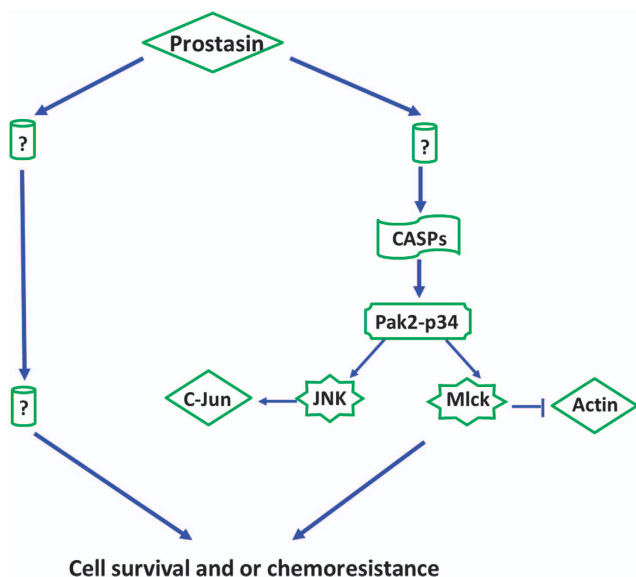 Prostasin
?
?
CASPs
Pak2-p34
?
C-Jun
JNK
Mlck
Actin
Cell survival and or chemoresistance